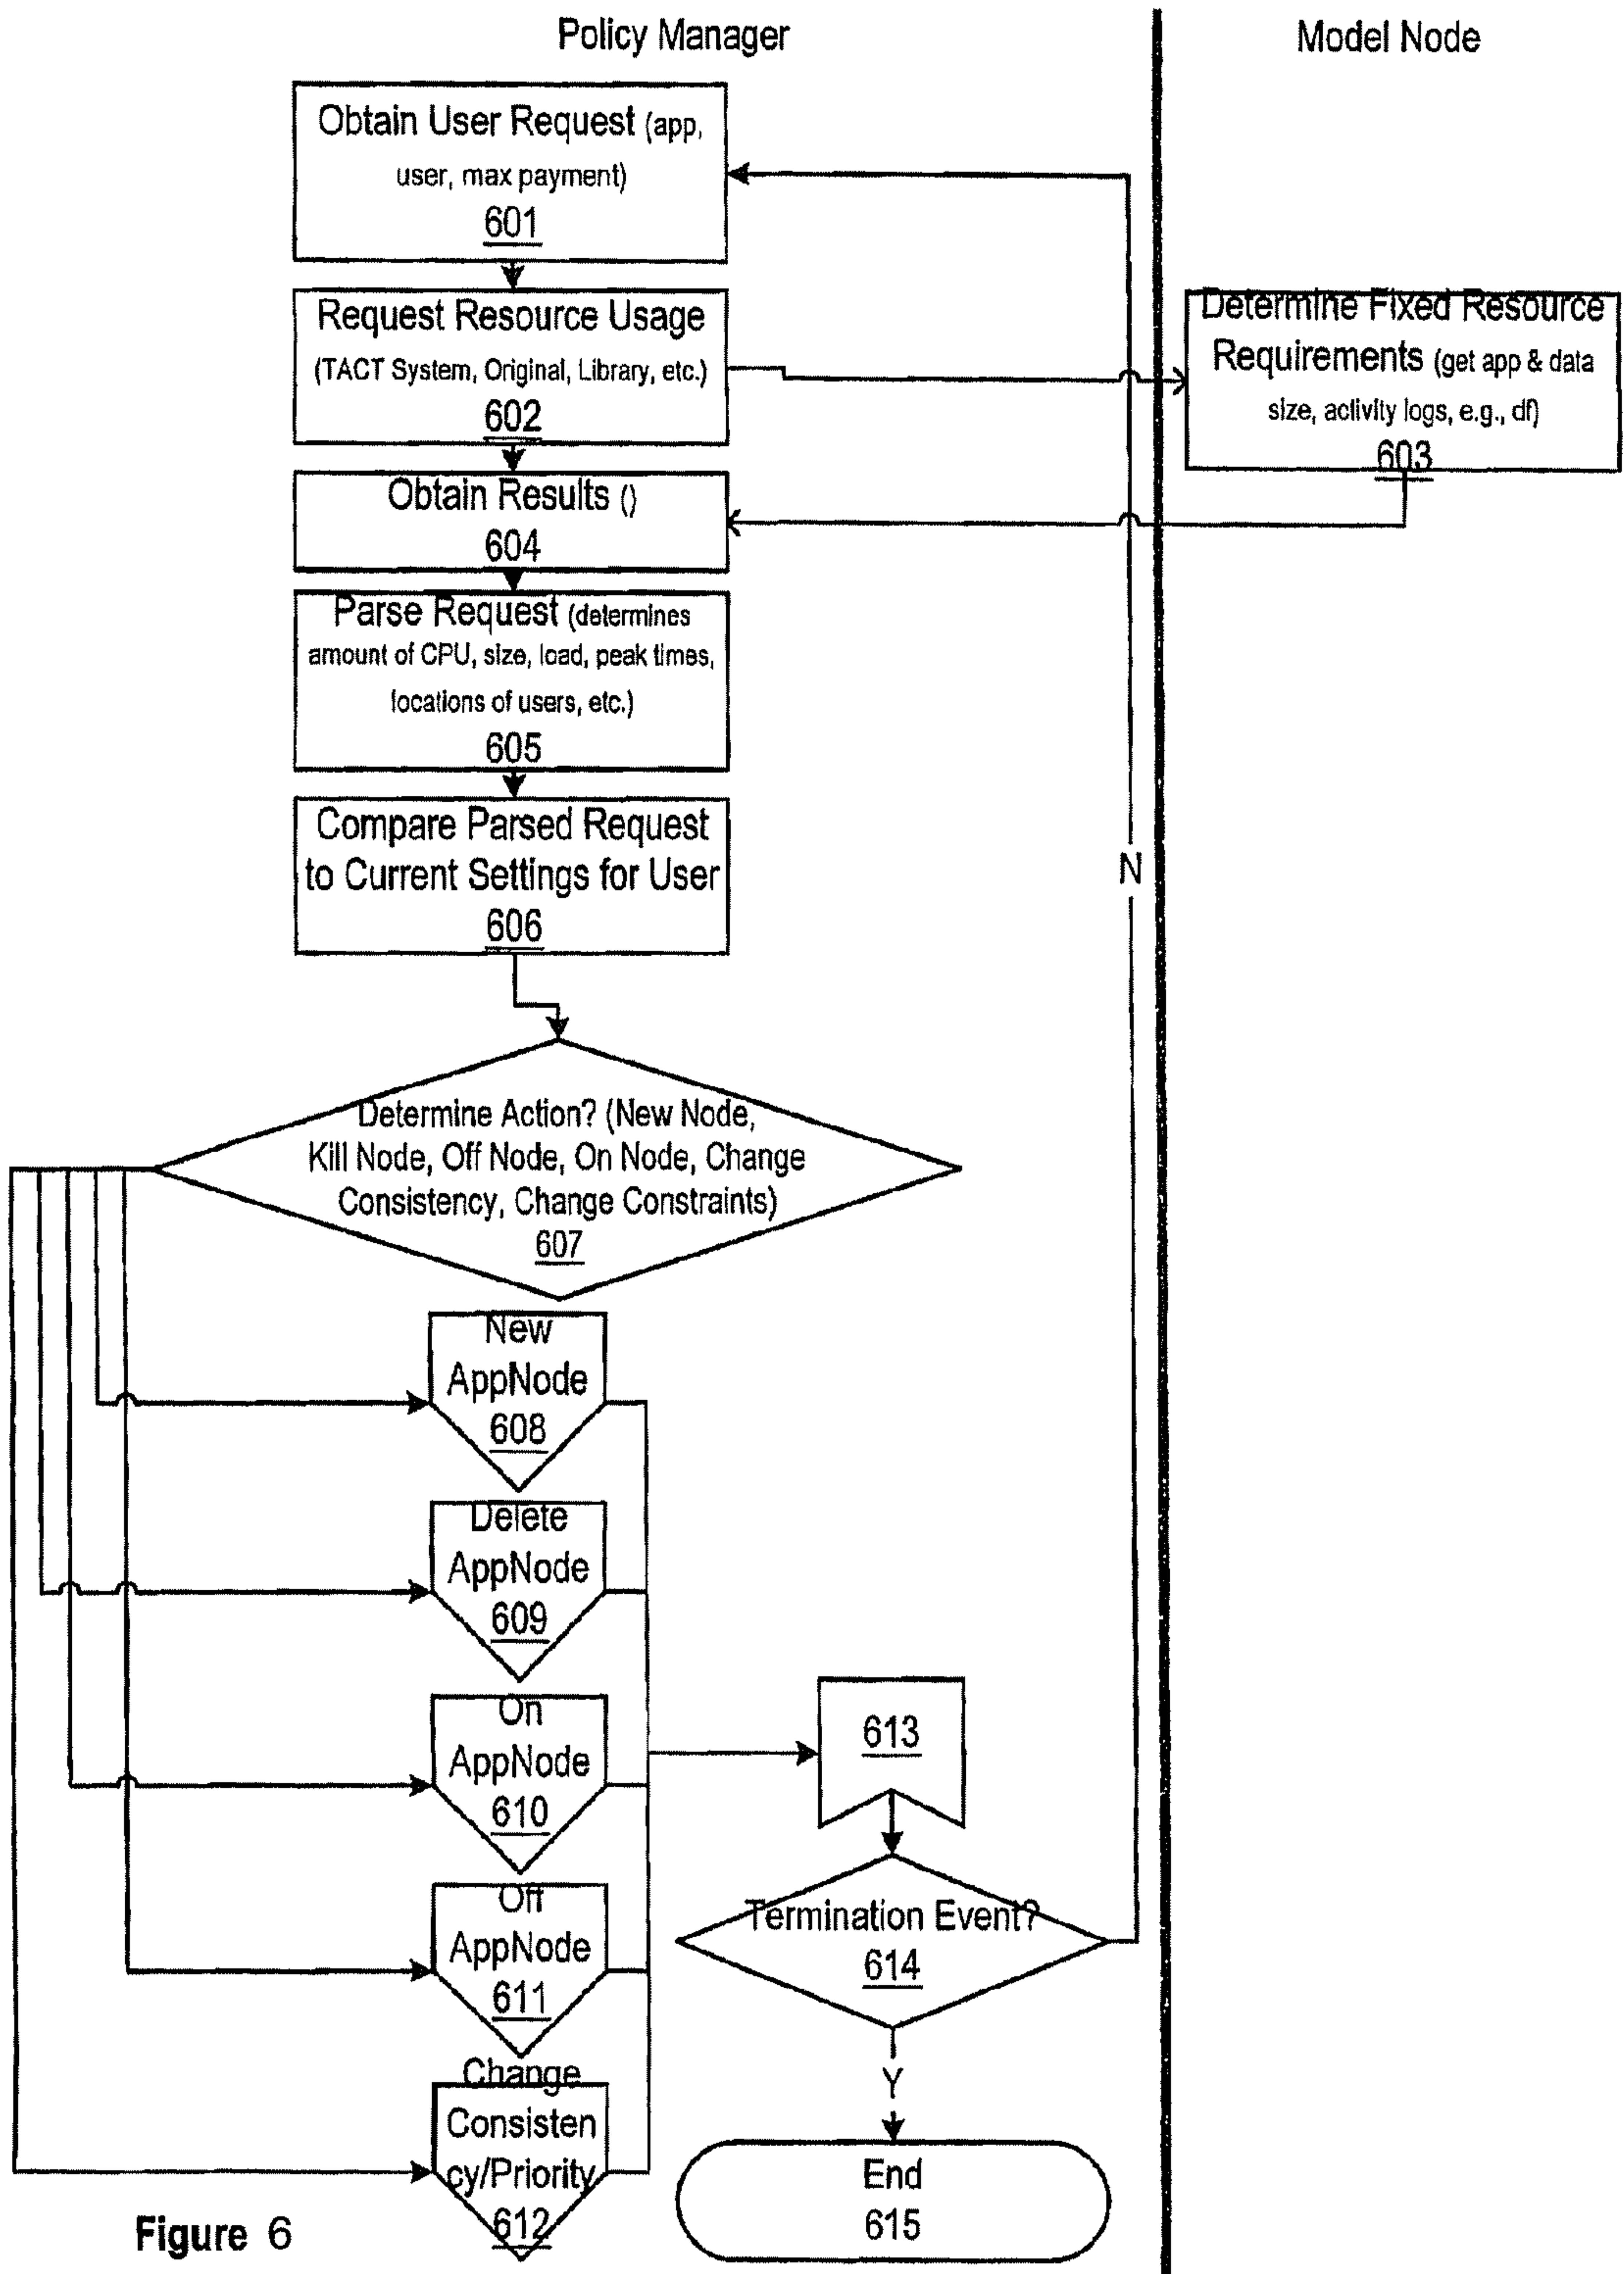 Policy Manager
Model Node
Obtain User Request (app,
user, max payment)
601
Request Resource Usage
(TACT System, Original, Library, etc.)
602
Determine Fixed Resource
Requirements (get app & data
size, activity logs, e.g., df)
603
Obtain Results ()
604
Parse Request (determines
amount of CPU, size, load, peak times,
locations of users, etc.)
605
Compare Parsed Request
to Current Settings for User
606
N
Determine Action? (New Node,
Kill Node, Off Node, On Node, Change
Consistency, Change Constraints)
607
New
AppNode
608
Delete
AppNode
609
On
AppNode
610
Off
AppNode
611
Change
Consisten
cy/Priority
612
613
Termination Event?
614
Y
End
615
Figure 6